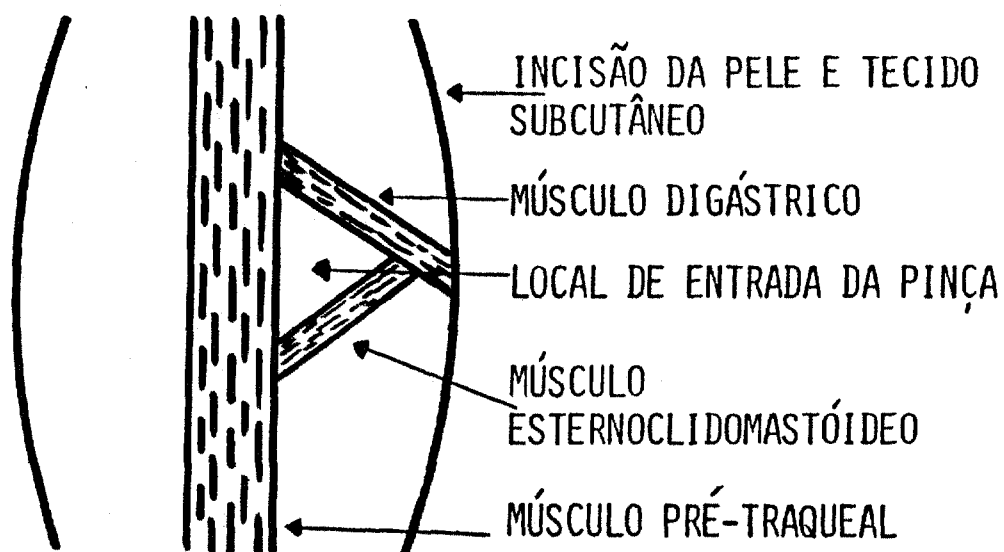 INCISÃO DA PELE E TECIDO
SUBCUTÂNEO
MÚSCULO DIGÁSTRICO
LOCAL DE ENTRADA DA PINÇA
MÚSCULO
ESTERNOCLIDOMASTÓIDEO
MÚSCULO PRÉ-TRAQUEAL